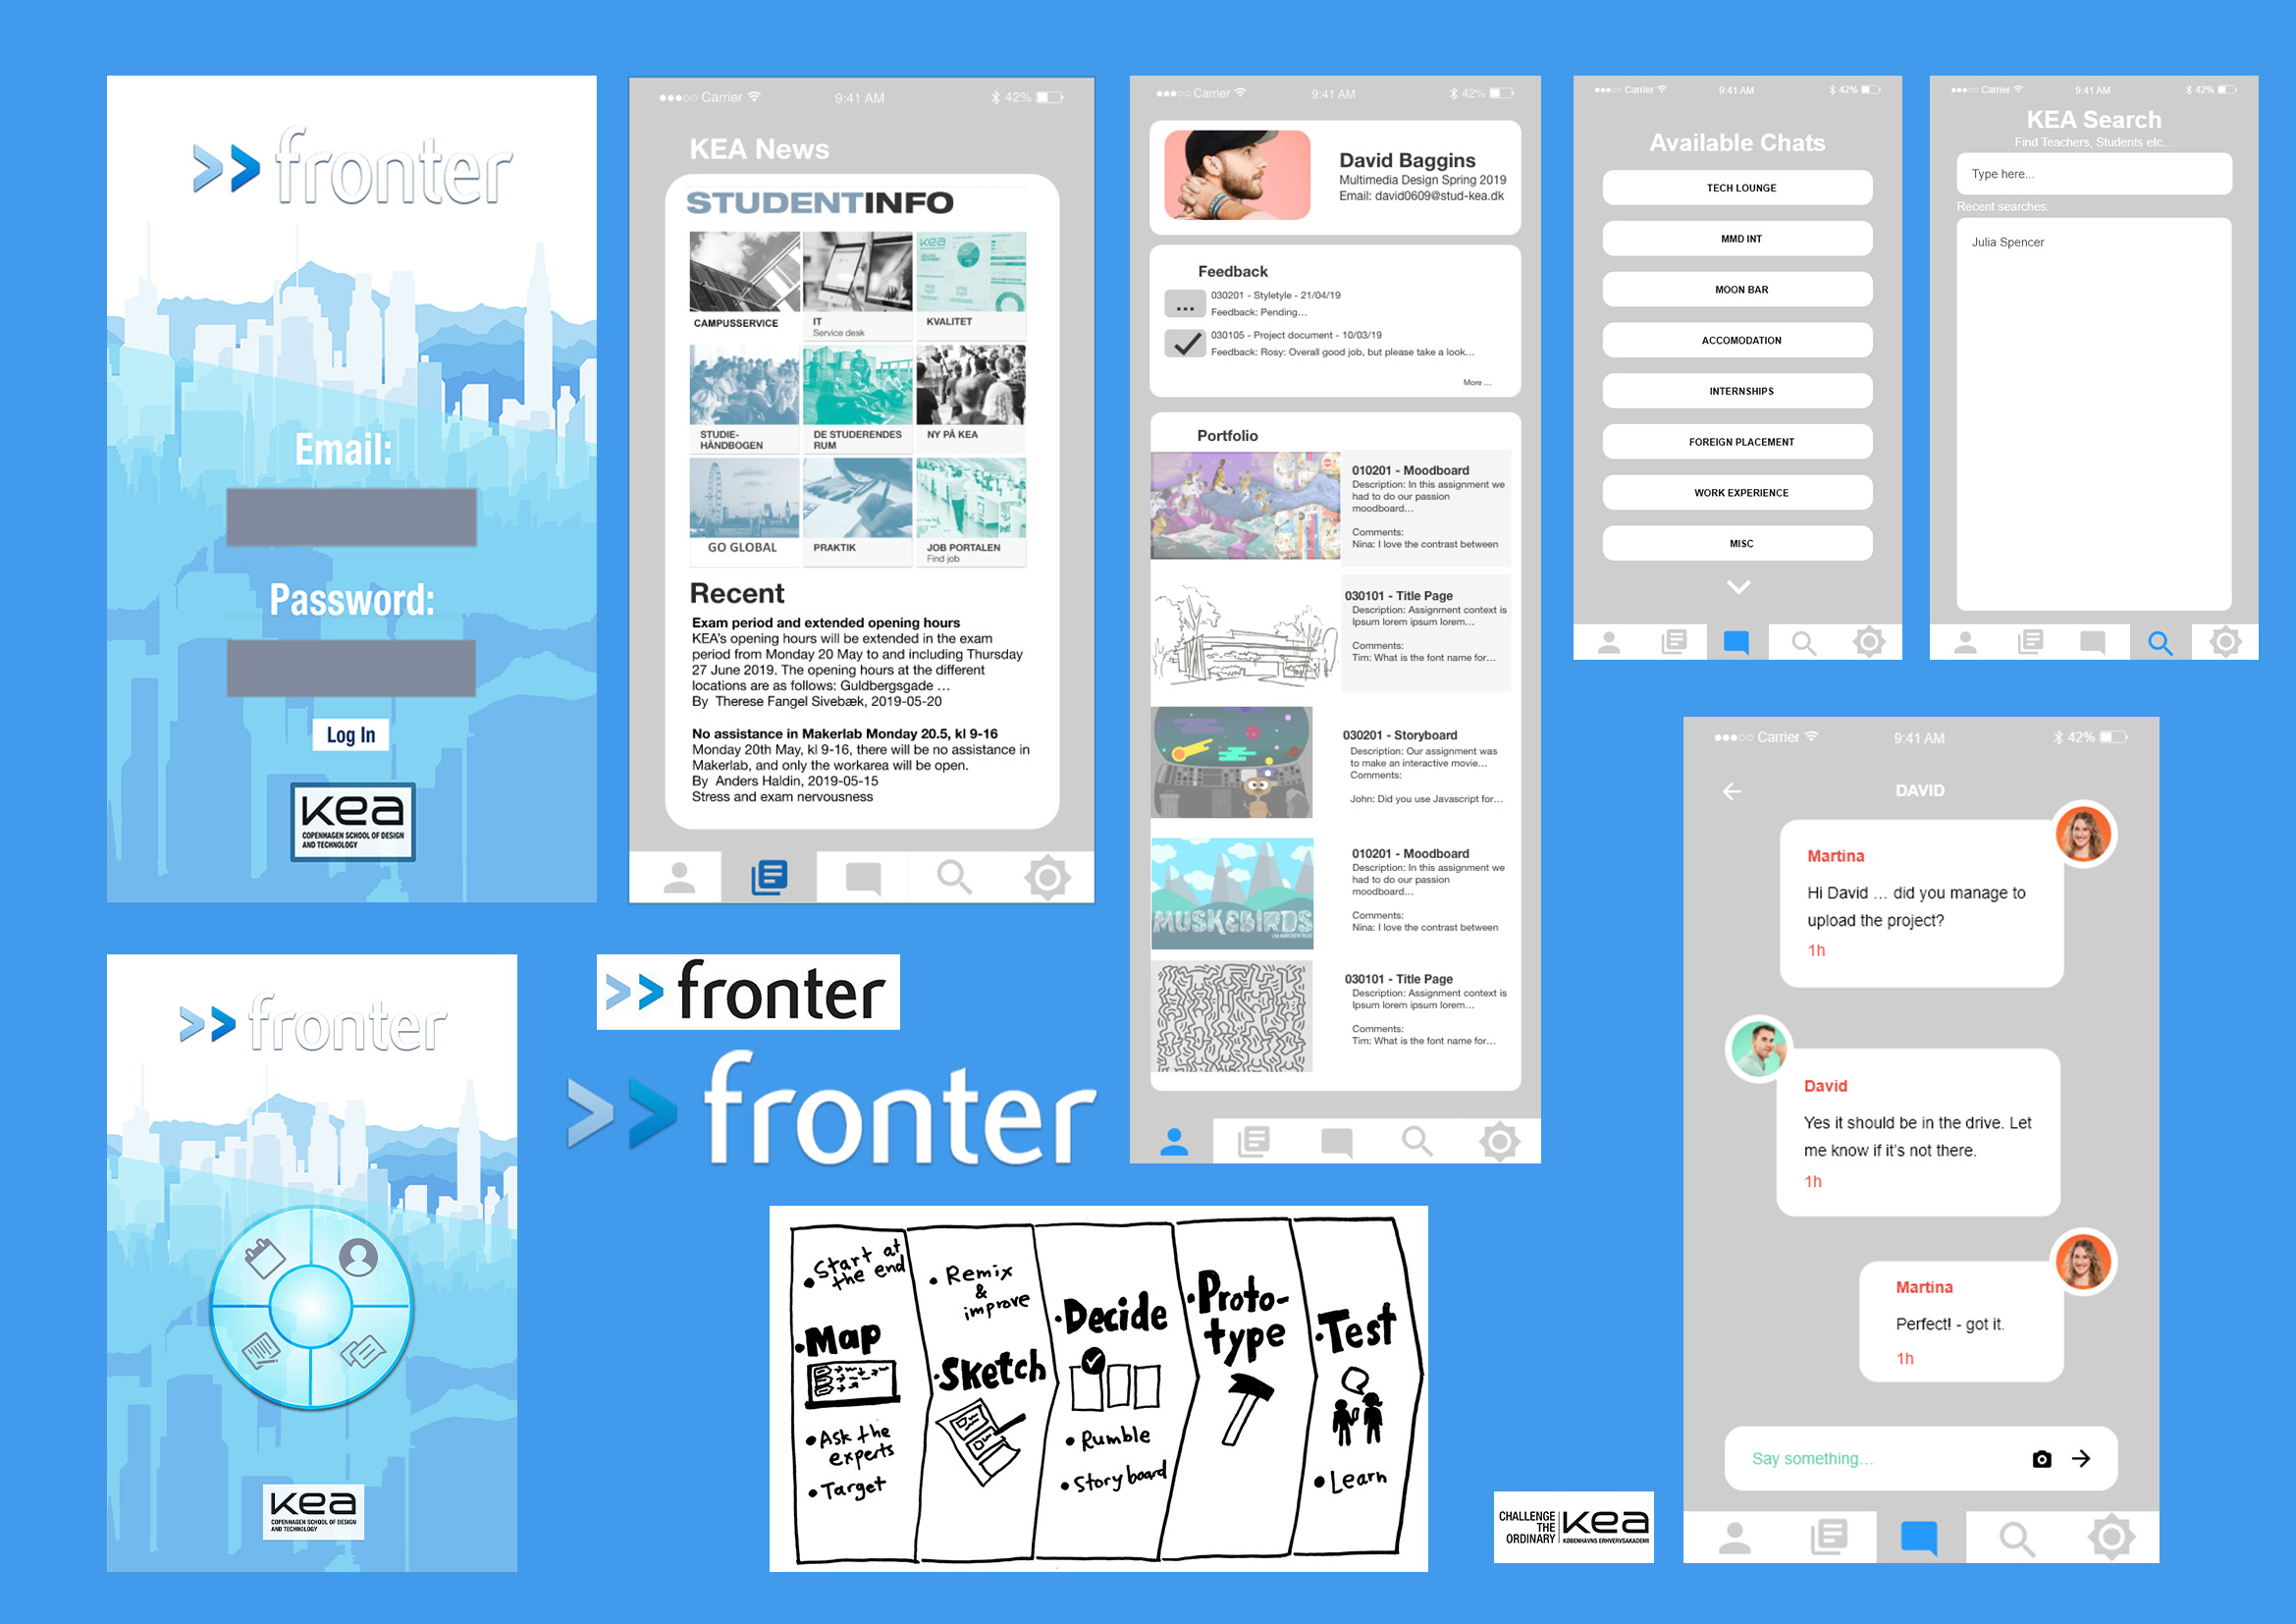 >> fronter
Email:
Password:
Log In
kea
COPENHAGEN SCHOOL OF DESIGN
AND TECHNOLOGY
Carrier 9:41 AM 42%
KEA News
STUDENTINFO
CAMPUSSERVICE
IT
Service desk
kea
KVALITET
STUDIE-
HÅNDBOGEN
DE STUDERENDES
RUM
NY PÅ KEA
GO GLOBAL
PRAKTIK
JOB PORTALEN
Find job
Recent
Exam period and extended opening hours
KEA's opening hours will be extended in the exam
period from Monday 20 May to and including Thursday
27 June 2019. The opening hours at the different
locations are as follows: Guldbergsgade ...
By Therese Fangel Sivebæk, 2019-05-20
No assistance in Makerlab Monday 20.5, kl 9-16
Monday 20th May, kl 9-16, there will be no assistance in
Makerlab, and only the workarea will be open.
By Anders Haldin, 2019-05-15
Stress and exam nervousness
Carrier 9:41 AM 42%
David Baggins
Multimedia Design Spring 2019
Email: david0609@stud-kea.dk
Feedback
030201 - Styletyle - 21/04/19
Feedback: Pending...
030105 - Project document - 10/03/19
Feedback: Rosy: Overall good job, but please take a look...
More ...
Portfolio
010201 - Moodboard
Description: In this assignment we
had to do our passion
moodboard...
Comments:
Nina: I love the contrast between
030101 - Title Page
Description: Assignment context is
Ipsum lorem ipsum lorem...
Comments:
Tim: What is the font name for...
030201 - Storyboard
Description: Our assignment was
to make an interactive movie...
Comments:
John: Did you use Javascript for...
MUSKEBIRDS
010201 - Moodboard
Description: In this assignment we
had to do our passion
moodboard...
Comments:
Nina: I love the contrast between
030101 - Title Page
Description: Assignment context is
Ipsum lorem ipsum lorem...
Comments:
Tim: What is the font name for...
Carrier 9:41 AM 42%
Available Chats
TECH LOUNGE
MMD INT
MOON BAR
ACCOMODATION
INTERNSHIPS
FOREIGN PLACEMENT
WORK EXPERIENCE
MISC
Carrier 9:41 AM 42%
KEA Search
Find Teachers, Students etc...
Type here...
Recent searches:
Julia Spencer
>> fronter
kea
COPENHAGEN SCHOOL OF DESIGN
AND TECHNOLOGY
>> fronter
>> fronter
• Start at
the end
• Map
• Ask the
experts
• Target
• Remix
&
improve
• Sketch
• Decide
• Rumble
• Story board
• Proto-
type
• Test
• Learn
CHALLENGE
THE
ORDINARY
kea
KØBENHAVNS ERHVERVSAKADEMI
Carrier 9:41 AM 42%
DAVID
Martina
Hi David ... did you manage to
upload the project?
1h
David
Yes it should be in the drive. Let
me know if it's not there.
1h
Martina
Perfect! - got it.
1h
Say something...